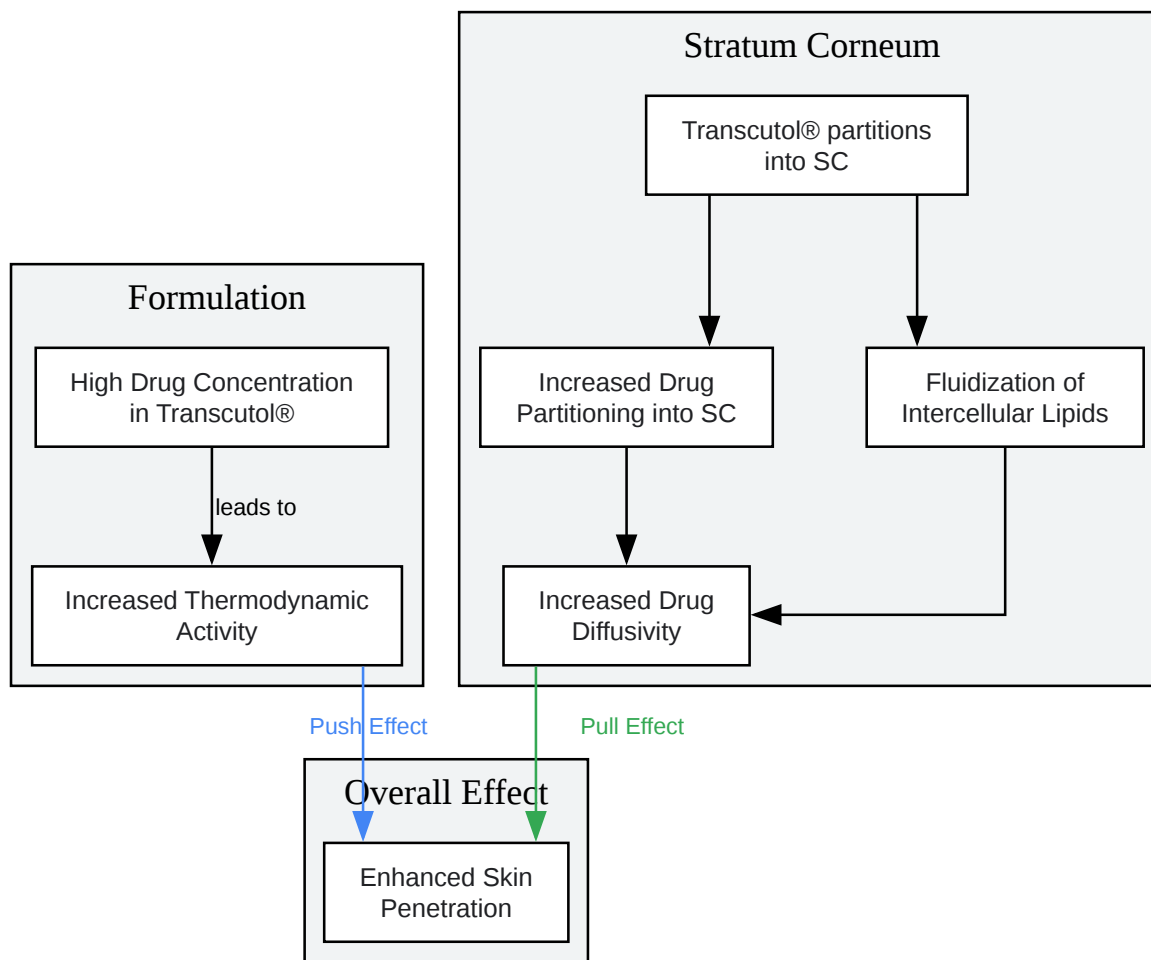 Stratum Corneum
Transcutol® partitions
into SC
Formulation
High Drug Concentration
in Transcutol®
Increased Drug
Partitioning into SC
Fluidization of
Intercellular Lipids
leads to
Increased Thermodynamic
Activity
Increased Drug
Diffusivity
Push Effect
Pull Effect
Overall Effect
Enhanced Skin
Penetration